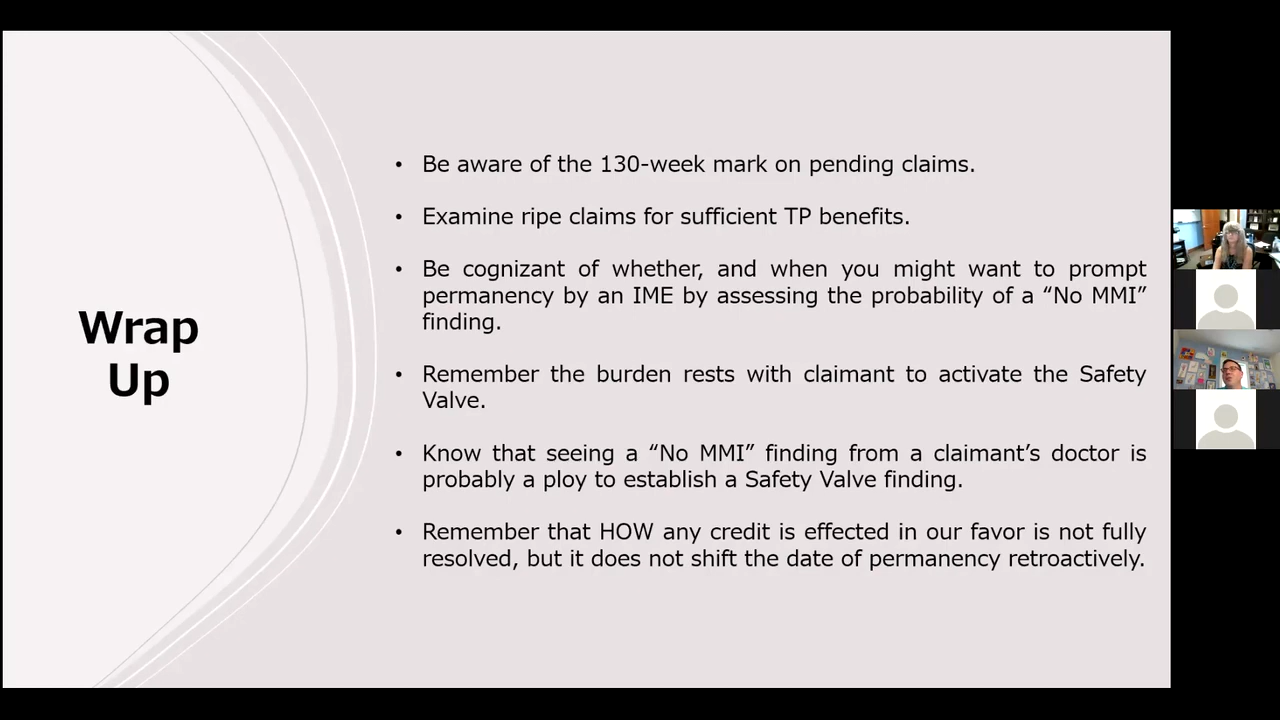 Wrap
Up
• Be aware of the 130-week mark on pending claims.
• Examine ripe claims for sufficient TP benefits.
• Be cognizant of whether, and when you might want to prompt
permanency by an IME by assessing the probability of a “No MMI”
finding.
• Remember the burden rests with claimant to activate the Safety
Valve.
• Know that seeing a “No MMI” finding from a claimant’s doctor is
probably a ploy to establish a Safety Valve finding.
• Remember that HOW any credit is effected in our favor is not fully
resolved, but it does not shift the date of permanency retroactively.